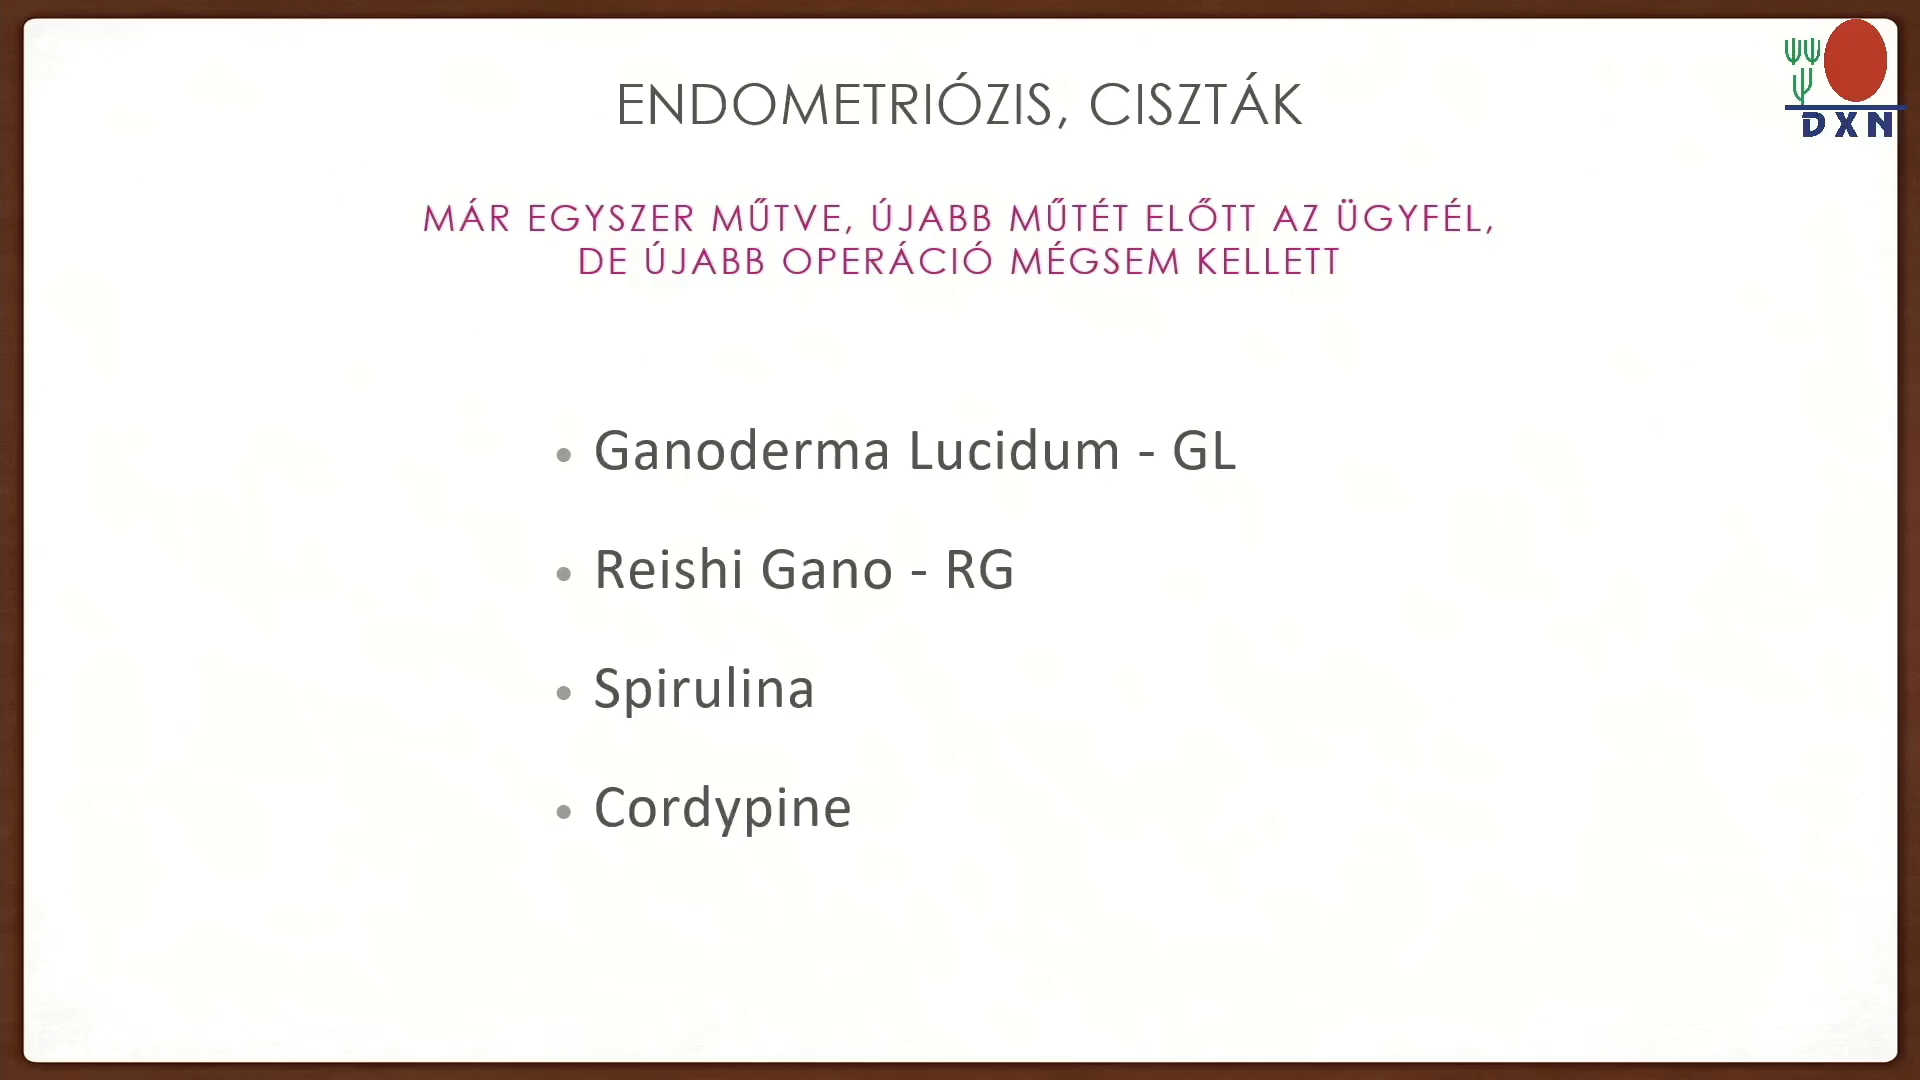 ENDOMETRIÓZIS, CISZTÁK
DXN
MÁR EGYSZER MŰTVE, ÚJABB MŰTÉT ELŐTT AZ ÜGYFÉL,
DE ÚJABB OPERÁCIÓ MÉGSEM KELLETT
• Ganoderma Lucidum - GL
• Reishi Gano - RG
• Spirulina
• Cordypine